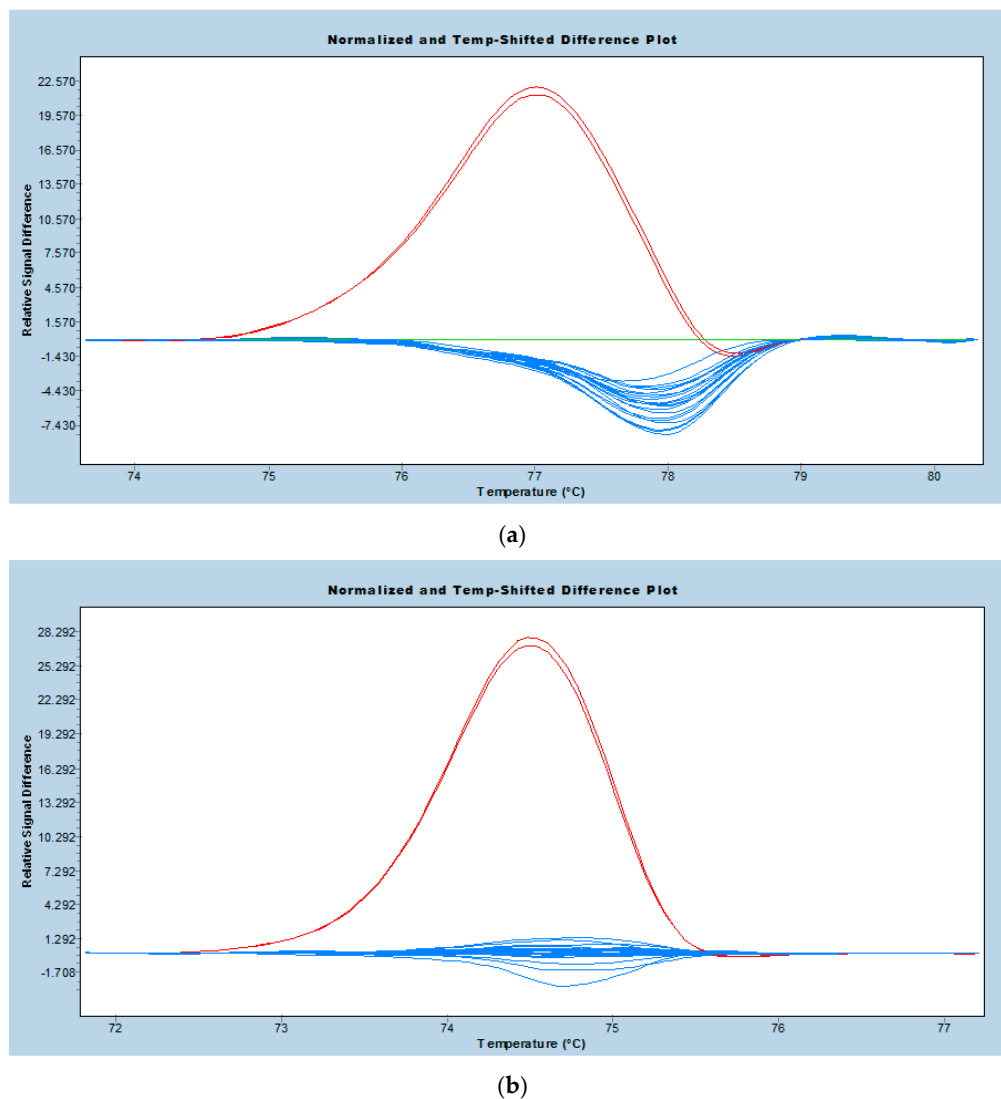 Normalized and Temp-Shifted Difference Plot
22.570
19.570
16.570
13.570
10.570
7.570
4.570
1.570
-1.430
-4.430
-7.430
Relative Signal Difference
74 75 76 77 78 79 80
Temperature (°C)
(a)
Normalized and Temp-Shifted Difference Plot
28.292
25.292
22.292
19.292
16.292
13.292
10.292
7.292
4.292
1.292
-1.708
Relative Signal Difference
72 73 74 75 76 77
Temperature (°C)
(b)